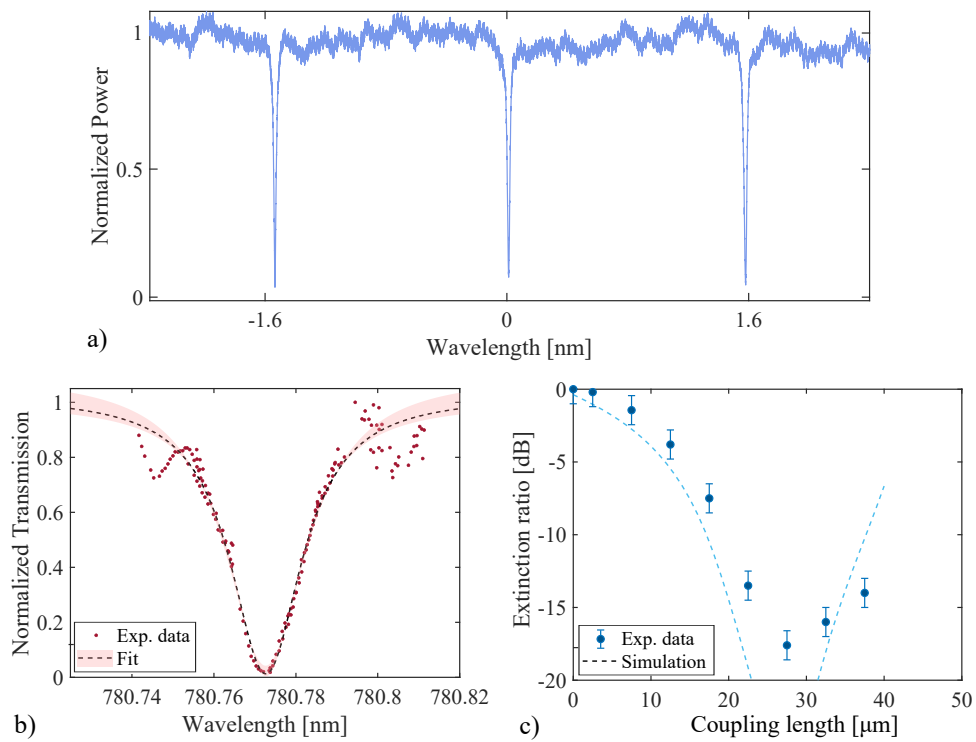 1
0.5
0
Normalized Power
-1.6
0
1.6
Wavelength [nm]
a)
1
0.8
0.6
0.4
0.2
0
Normalized Transmission
Exp. data
Fit
780.74
780.76
780.78
780.8
780.82
Wavelength [nm]
b)
0
-5
-10
-15
-20
Extinction ratio [dB]
Exp. data
Simulation
0
10
20
30
40
50
Coupling length [μm]
c)